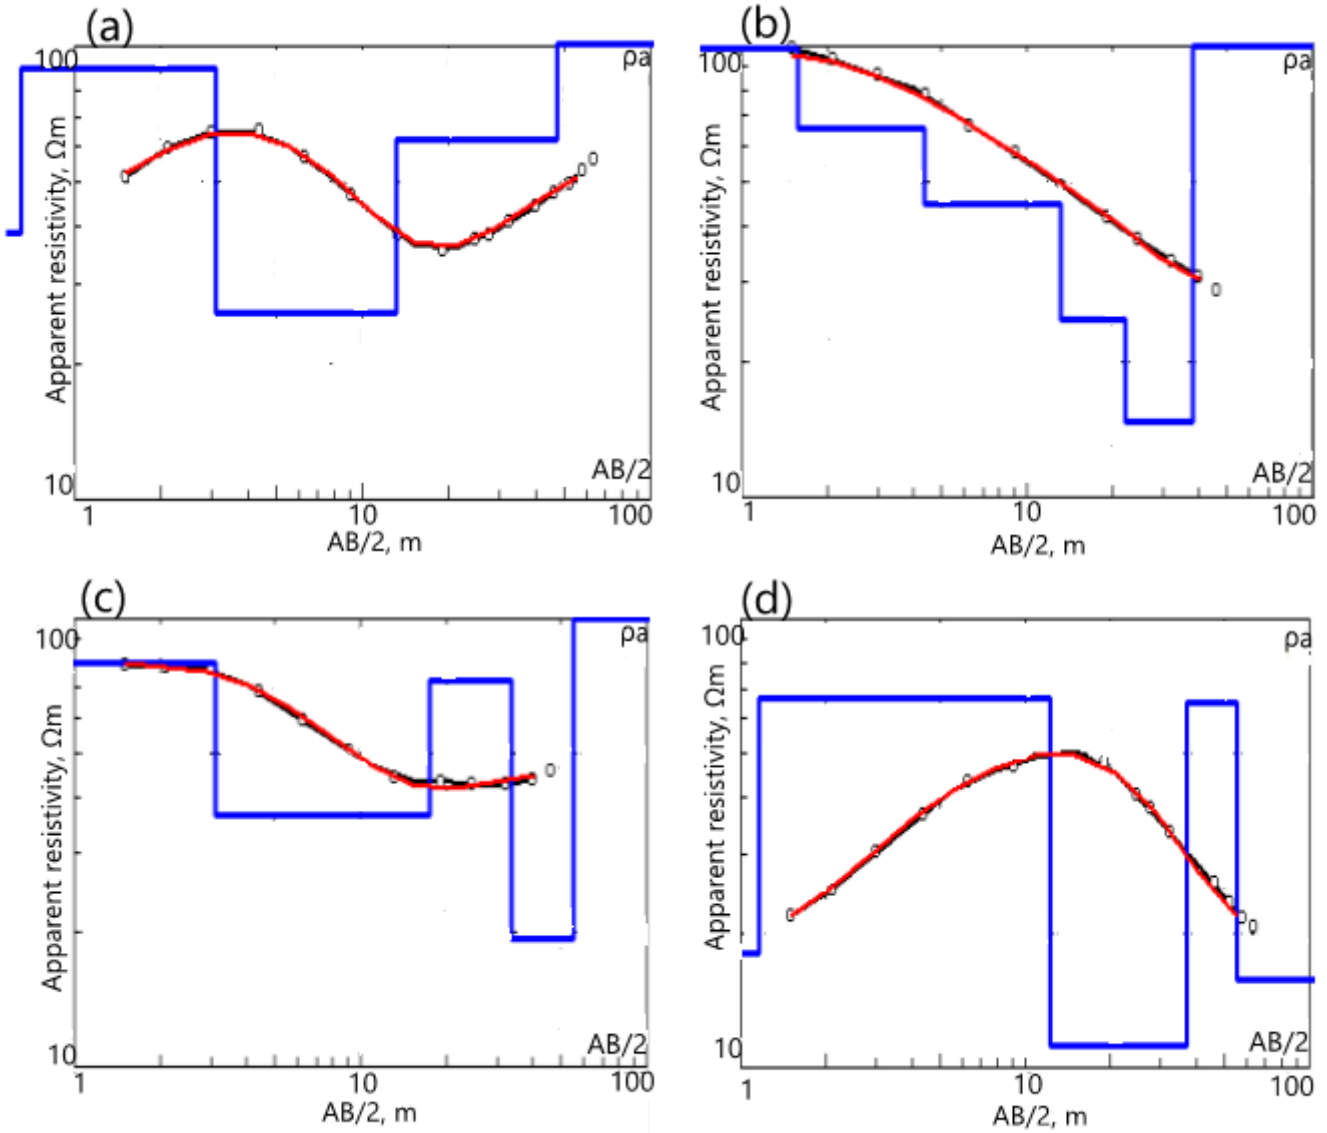 (a)
100
ρa
Apparent resistivity, Ωm
10
AB/2
1
10
100
AB/2, m
(b)
100
ρa
Apparent resistivity, Ωm
10
AB/2
1
10
100
AB/2, m
(c)
100
ρa
Apparent resistivity, Ωm
10
AB/2
1
10
100
AB/2, m
(d)
100
ρa
Apparent resistivity, Ωm
10
AB/2
1
10
100
AB/2, m